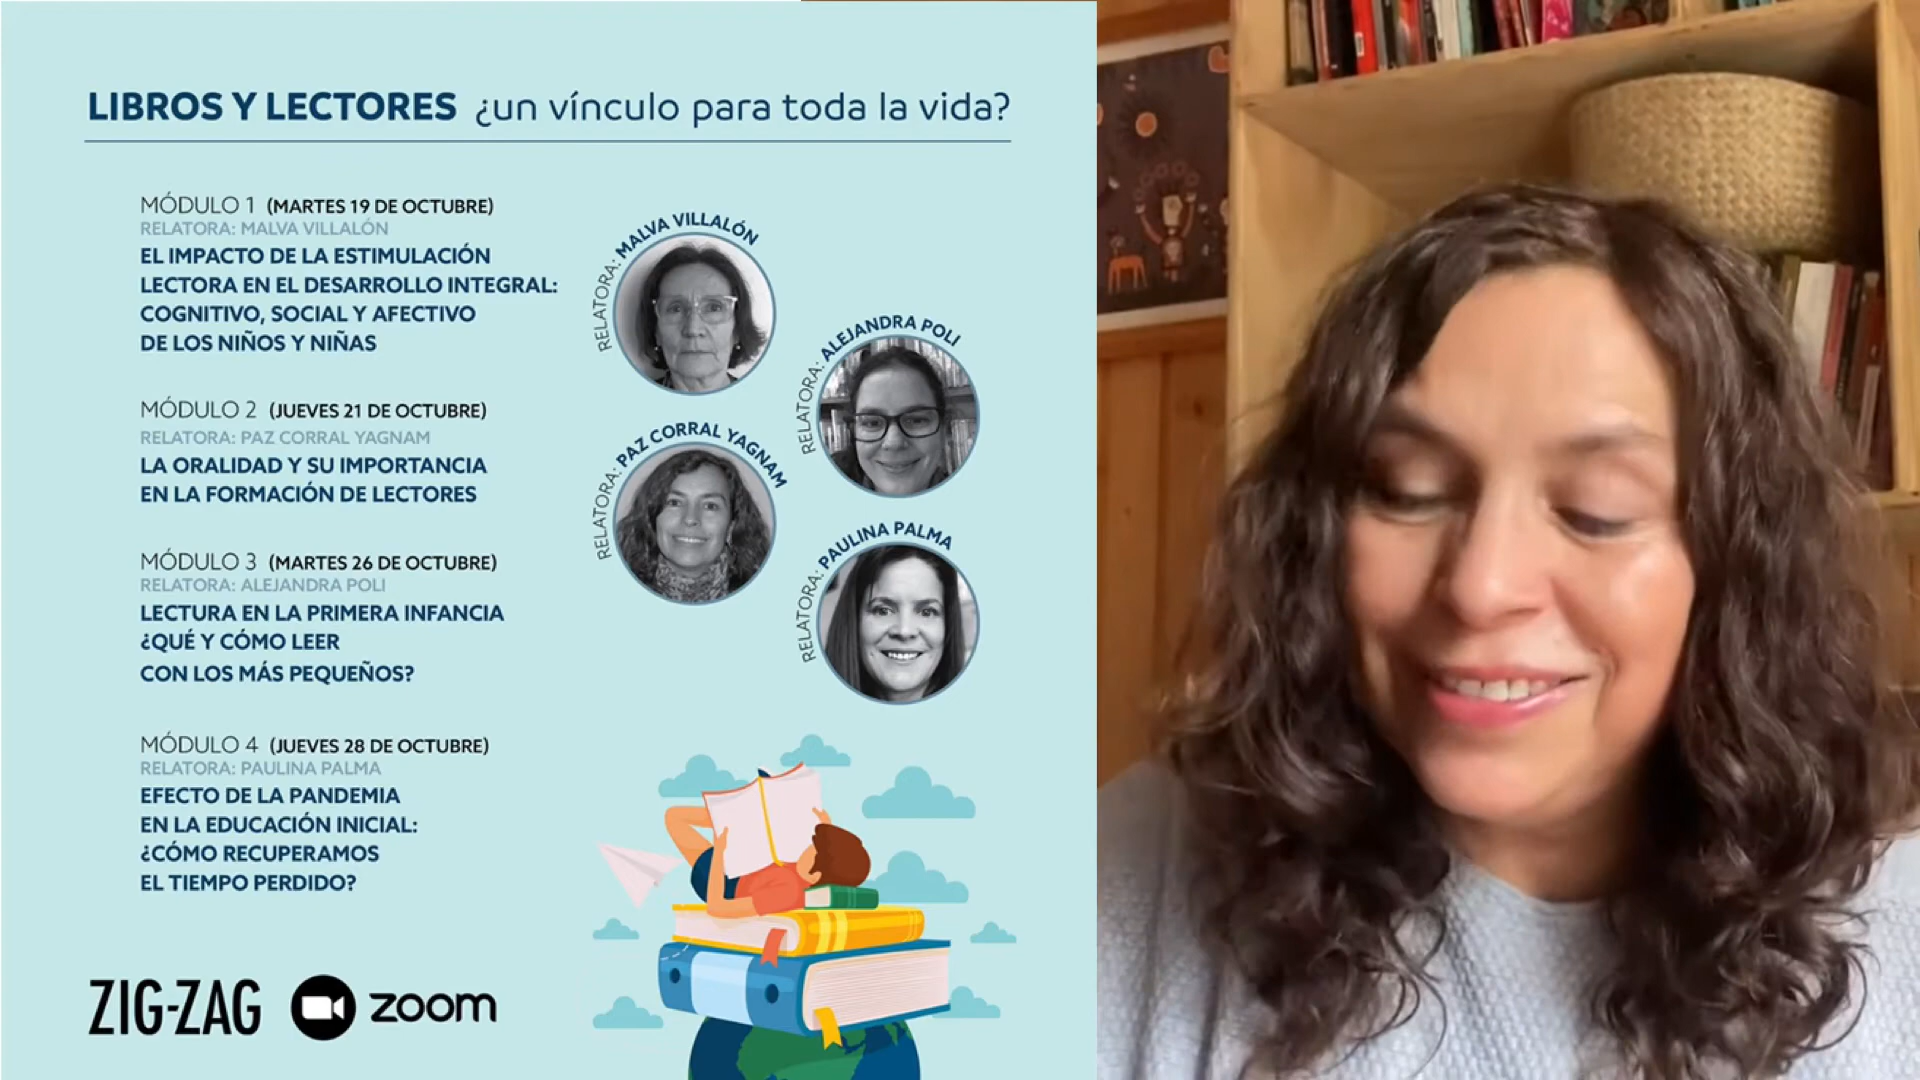 LIBROS Y LECTORES ¿un vínculo para toda la vida?
MÓDULO 1 (MARTES 19 DE OCTUBRE)
RELATORA: MALVA VILLALÓN
EL IMPACTO DE LA ESTIMULACIÓN
LECTORA EN EL DESARROLLO INTEGRAL:
COGNITIVO, SOCIAL Y AFECTIVO
DE LOS NIÑOS Y NIÑAS
MÓDULO 2 (JUEVES 21 DE OCTUBRE)
RELATORA: PAZ CORRAL YAGNAM
LA ORALIDAD Y SU IMPORTANCIA
EN LA FORMACIÓN DE LECTORES
MÓDULO 3 (MARTES 26 DE OCTUBRE)
RELATORA: ALEJANDRA POLI
LECTURA EN LA PRIMERA INFANCIA
¿QUÉ Y CÓMO LEER
CON LOS MÁS PEQUEÑOS?
MÓDULO 4 (JUEVES 28 DE OCTUBRE)
RELATORA: PAULINA PALMA
EFECTO DE LA PANDEMIA
EN LA EDUCACIÓN INICIAL:
¿CÓMO RECUPERAMOS
EL TIEMPO PERDIDO?
RELATORA: MALVA VILLALÓN
RELATORA: ALEJANDRA POLI
RELATORA: PAZ CORRAL YAGNAM
RELATORA: PAULINA PALMA
ZIG-ZAG zoom